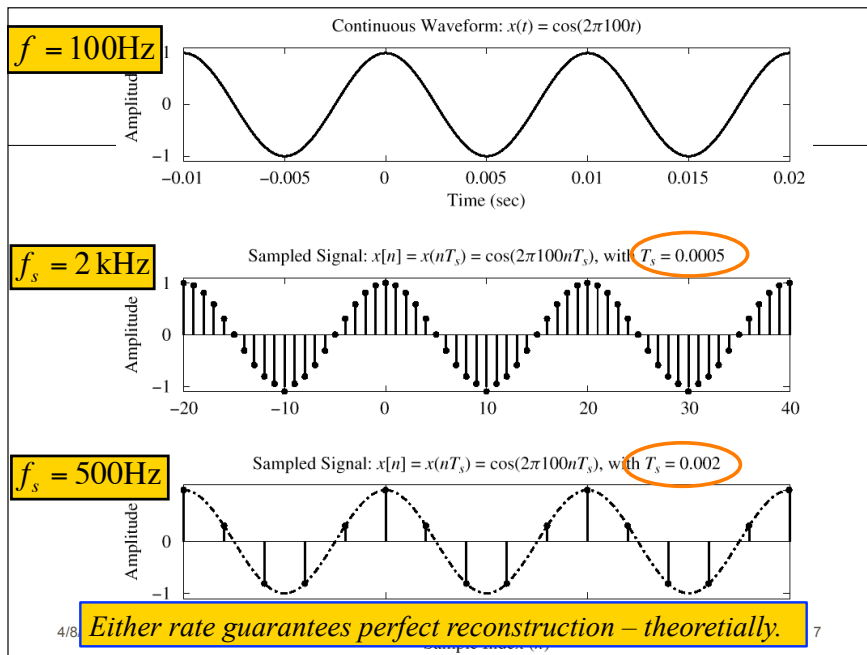 Continuous Waveform: x(t) = cos(2π100t)
f = 100Hz
1
0
−1
Amplitude
−0.01 −0.005 0 0.005 0.01 0.015 0.02
Time (sec)
f_s = 2 kHz
Sampled Signal: x[n] = x(nT_s) = cos(2π100nT_s), with T_s = 0.0005
1
0
−1
Amplitude
−20 −10 0 10 20 30 40
f_s = 500Hz
Sampled Signal: x[n] = x(nT_s) = cos(2π100nT_s), with T_s = 0.002
1
0
−1
Amplitude
4/8/
Either rate guarantees perfect reconstruction – theoretially.
7